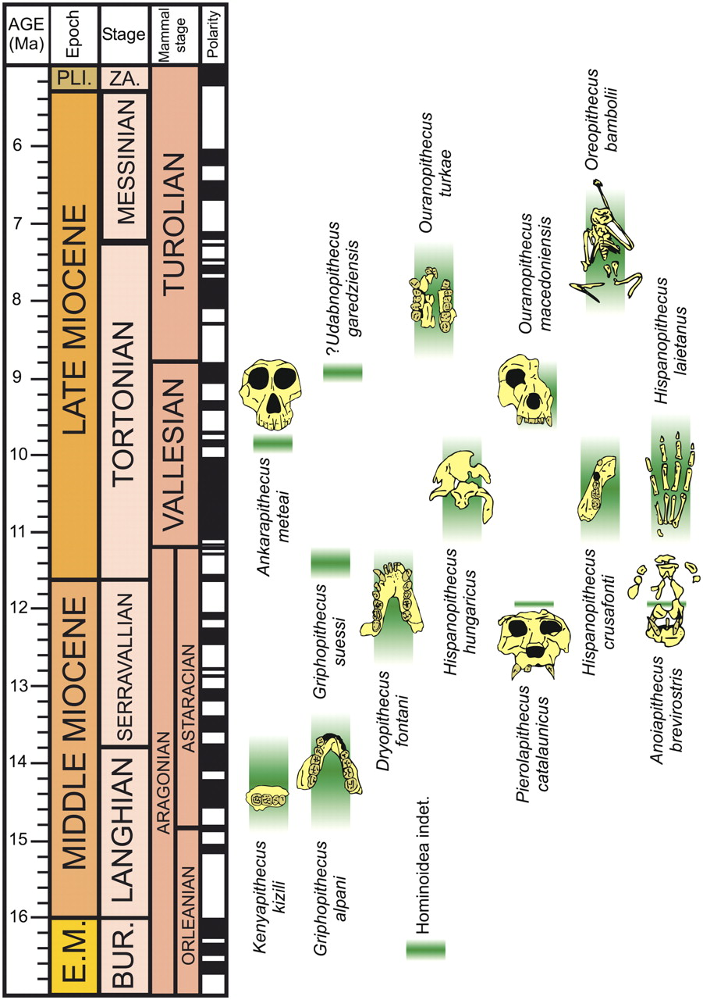 AGE
(Ma)
Epoch
Stage
Mammal
stage
Polarity
PLI.
ZA.
LATE MIOCENE
MIDDLE MIOCENE
E.M.
MESSINIAN
TORTONIAN
SERRAVALLIAN
LANGHIAN
BUR.
TUROLIAN
VALLESIAN
ARAGONIAN
ASTARACIAN
ORLEANIAN
6
7
8
9
10
11
12
13
14
15
16
Oreopithecus
bambolii
Ouranopithecus
turkae
?Udabnopithecus
garedziensis
Ouranopithecus
macedoniensis
Hispanopithecus
laietanus
Ankarapithecus
meteai
Griphopithecus
suessi
Hispanopithecus
hungaricus
Hispanopithecus
crusafonti
Dryopithecus
fontani
Pierolapithecus
catalaunicus
Anoiapithecus
brevirostris
Kenyapithecus
kizili
Griphopithecus
alpani
Hominoidea indet.